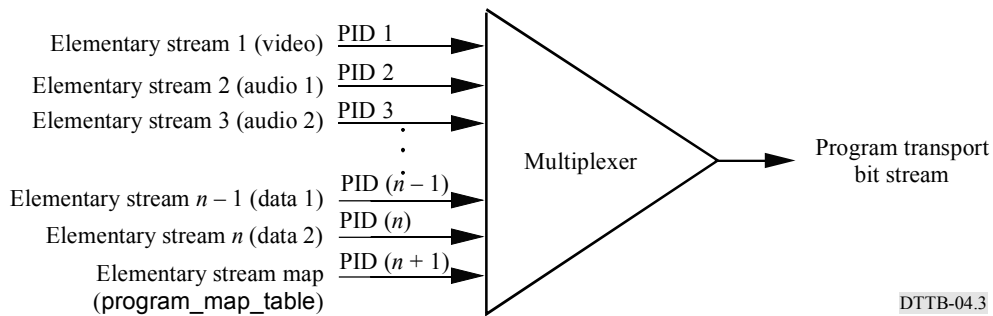 Elementary stream 1 (video) PID 1
Elementary stream 2 (audio 1) PID 2
Elementary stream 3 (audio 2) PID 3
Multiplexer
Program transport
bit stream
Elementary stream n – 1 (data 1) PID (n – 1)
Elementary stream n (data 2) PID (n)
Elementary stream map PID (n + 1)
(program_map_table)
DTTB-04.3